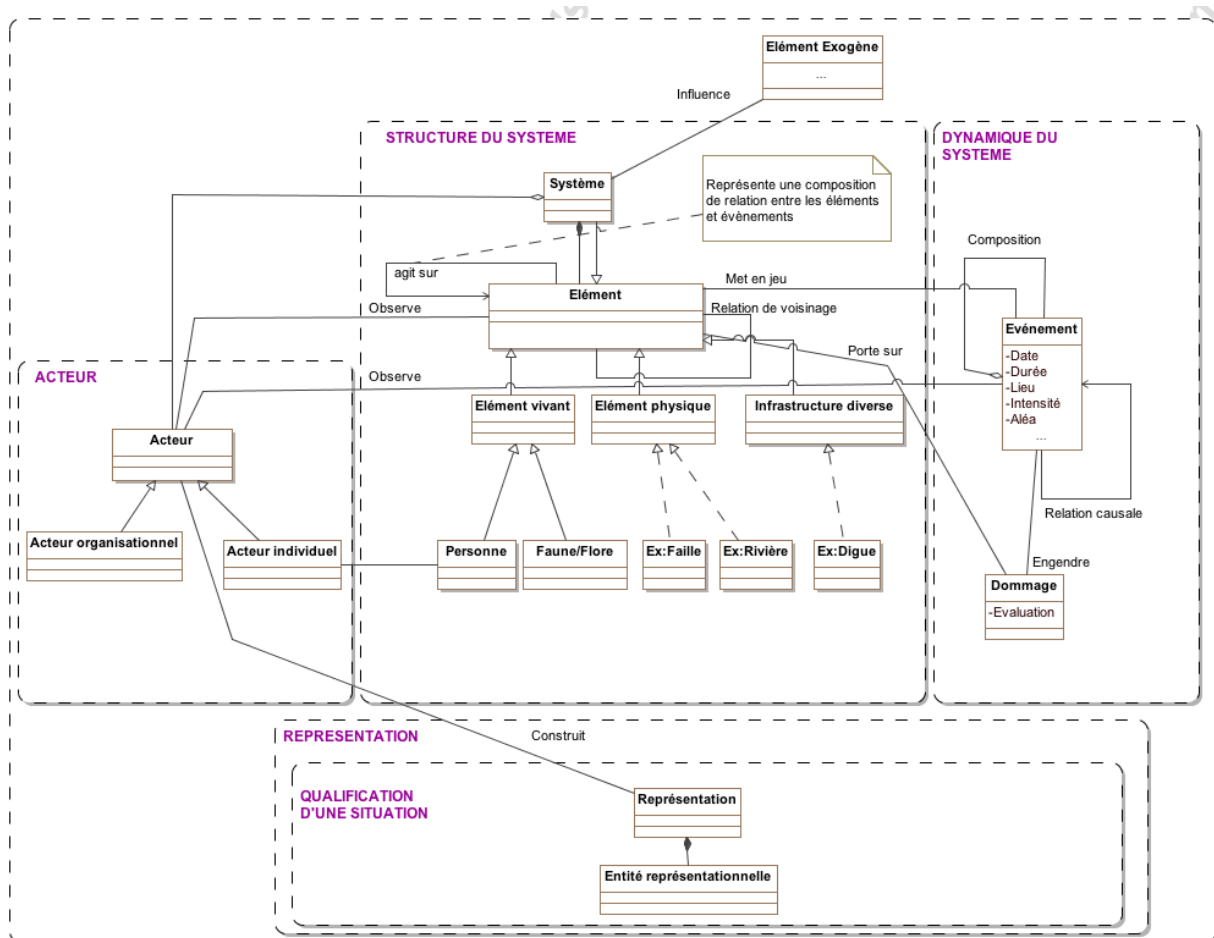 Elément Exogène
...
Influence
STRUCTURE DU SYSTEME
DYNAMIQUE DU
SYSTEME
Système
Représente une composition
de relation entre les éléments
et évènements
Composition
agit sur
Met en jeu
Elément
Observe
Relation de voisinage
Evénement
-Date
-Durée
-Lieu
-Intensité
-Aléa
...
Porte sur
ACTEUR
Observe
Elément vivant
Elément physique
Infrastructure diverse
Acteur
Relation causale
Acteur organisationnel
Acteur individuel
Personne
Faune/Flore
Ex:Faille
Ex:Rivière
Ex:Digue
Engendre
Dommage
-Evaluation
REPRESENTATION
Construit
QUALIFICATION
D'UNE SITUATION
Représentation
Entité représentationnelle